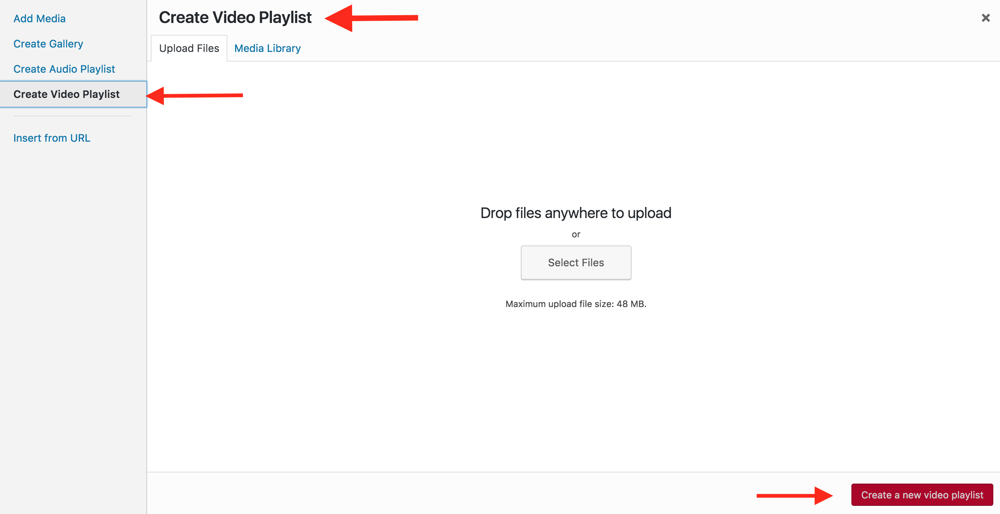 Add Media
Create Gallery
Create Audio Playlist
Create Video Playlist
Insert from URL
Create Video Playlist
Upload Files
Media Library
Drop files anywhere to upload
or
Select Files
Maximum upload file size: 48 MB.
Create a new video playlist